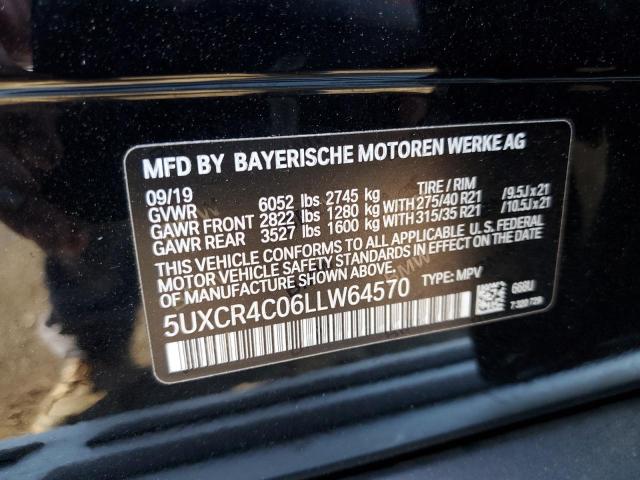 MFD BY BAYERISCHE MOTOREN WERKE AG
09/19 TIRE / RIM
GVWR 6052 lbs 2745 kg
GAWR FRONT 2822 lbs 1280 kg WITH 275/40 R21 /9.5Jx21
GAWR REAR 3527 lbs 1600 kg WITH 315/35 R21 /10.5Jx21
THIS VEHICLE CONFORMS TO ALL APPLICABLE U.S. FEDERAL
MOTOR VEHICLE SAFETY STANDARDS IN EFFECT ON THE DATE
OF MANUFACTURE SHOWN ABOVE.
TYPE: MPV
5UXCR4C06LLW64570
668U
7 320 729